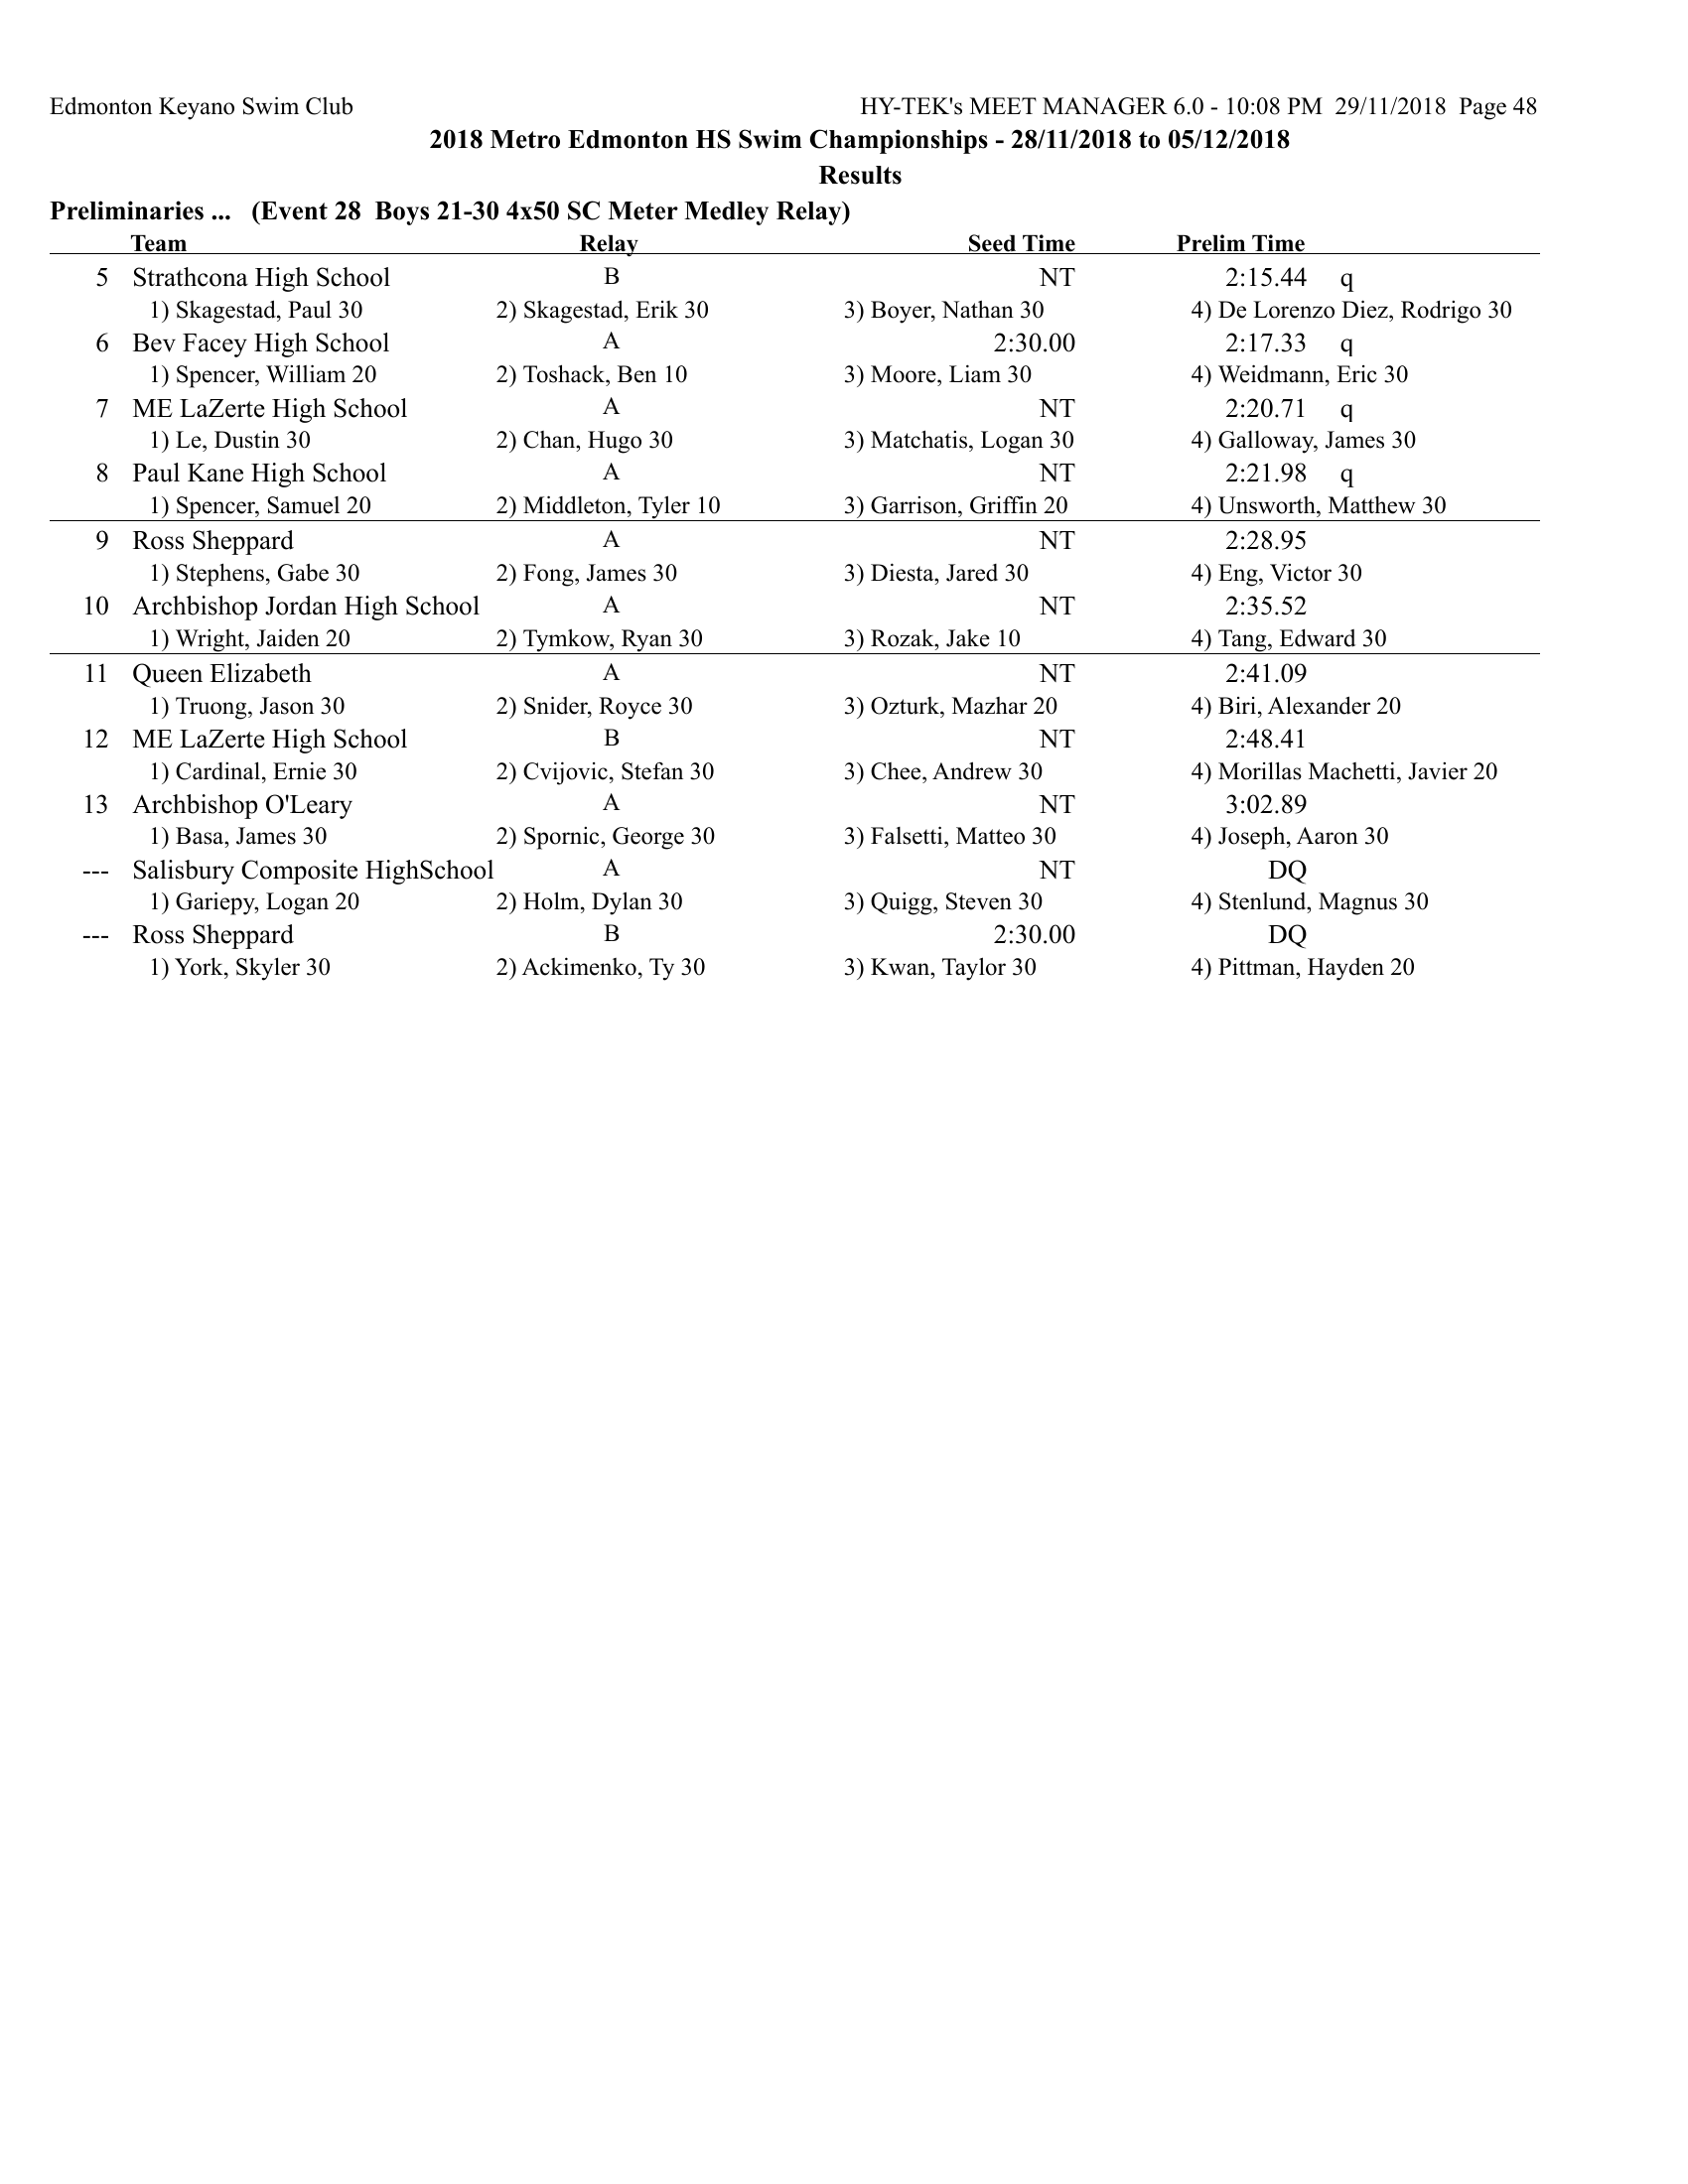 Edmonton Keyano Swim Club HY-TEK's MEET MANAGER 6.0 - 10:08 PM 29/11/2018 Page 48
2018 Metro Edmonton HS Swim Championships - 28/11/2018 to 05/12/2018
Results
Preliminaries ... (Event 28 Boys 21-30 4x50 SC Meter Medley Relay)
Team Relay Seed Time Prelim Time
5 Strathcona High School B NT 2:15.44 q
1) Skagestad, Paul 30 2) Skagestad, Erik 30 3) Boyer, Nathan 30 4) De Lorenzo Diez, Rodrigo 30
6 Bev Facey High School A 2:30.00 2:17.33 q
1) Spencer, William 20 2) Toshack, Ben 10 3) Moore, Liam 30 4) Weidmann, Eric 30
7 ME LaZerte High School A NT 2:20.71 q
1) Le, Dustin 30 2) Chan, Hugo 30 3) Matchatis, Logan 30 4) Galloway, James 30
8 Paul Kane High School A NT 2:21.98 q
1) Spencer, Samuel 20 2) Middleton, Tyler 10 3) Garrison, Griffin 20 4) Unsworth, Matthew 30
9 Ross Sheppard A NT 2:28.95
1) Stephens, Gabe 30 2) Fong, James 30 3) Diesta, Jared 30 4) Eng, Victor 30
10 Archbishop Jordan High School A NT 2:35.52
1) Wright, Jaiden 20 2) Tymkow, Ryan 30 3) Rozak, Jake 10 4) Tang, Edward 30
11 Queen Elizabeth A NT 2:41.09
1) Truong, Jason 30 2) Snider, Royce 30 3) Ozturk, Mazhar 20 4) Biri, Alexander 20
12 ME LaZerte High School B NT 2:48.41
1) Cardinal, Ernie 30 2) Cvijovic, Stefan 30 3) Chee, Andrew 30 4) Morillas Machetti, Javier 20
13 Archbishop O'Leary A NT 3:02.89
1) Basa, James 30 2) Spornic, George 30 3) Falsetti, Matteo 30 4) Joseph, Aaron 30
--- Salisbury Composite HighSchool A NT DQ
1) Gariepy, Logan 20 2) Holm, Dylan 30 3) Quigg, Steven 30 4) Stenlund, Magnus 30
--- Ross Sheppard B 2:30.00 DQ
1) York, Skyler 30 2) Ackimenko, Ty 30 3) Kwan, Taylor 30 4) Pittman, Hayden 20